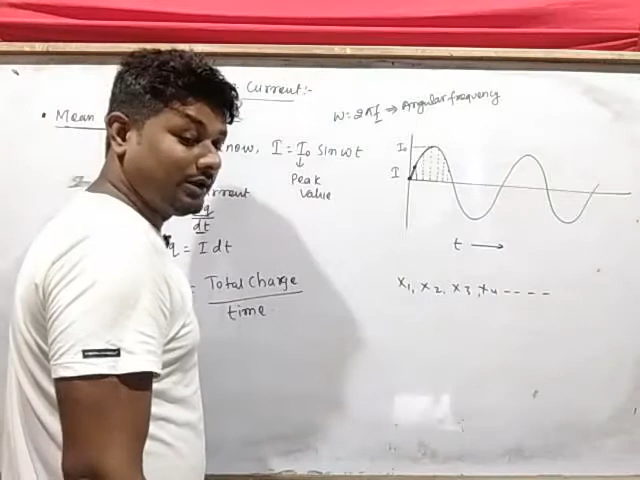 Current:-
• Mean
now, I = I₀ sin ωt
↓
Peak
value
dt
q = I dt
= Total Charge
time
W = 2πf ⇒ Angular frequency
I₀
I
t →
x₁, x₂, x₃, x₄ - - - -